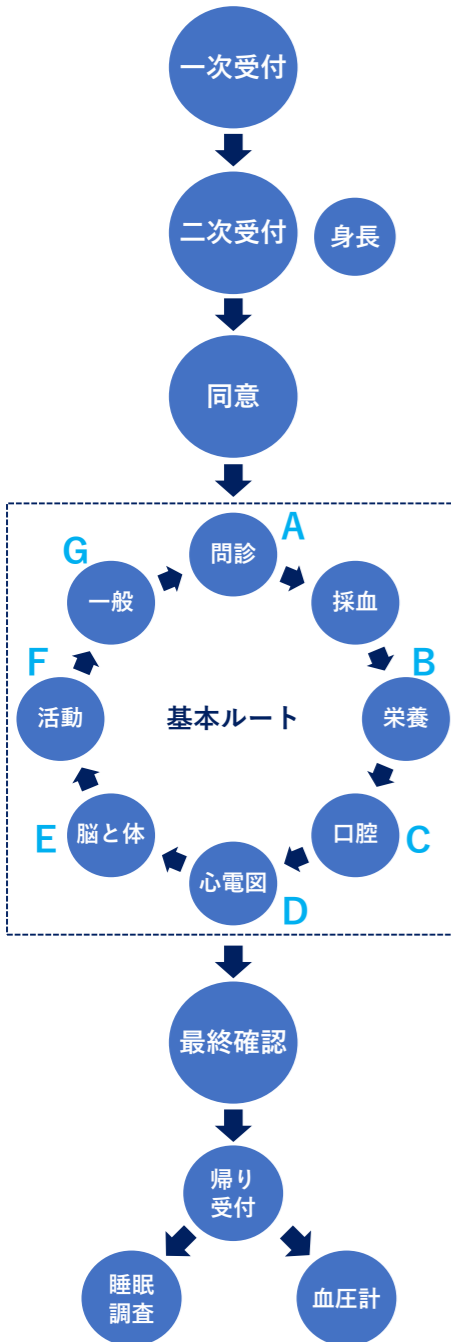 一次受付
二次受付
身長
同意
A
問診
G
一般
採血
F
B
活動
基本ルート
栄養
E
脳と体
口腔
C
心電図
D
最終確認
帰り
受付
睡眠
調査
血圧計